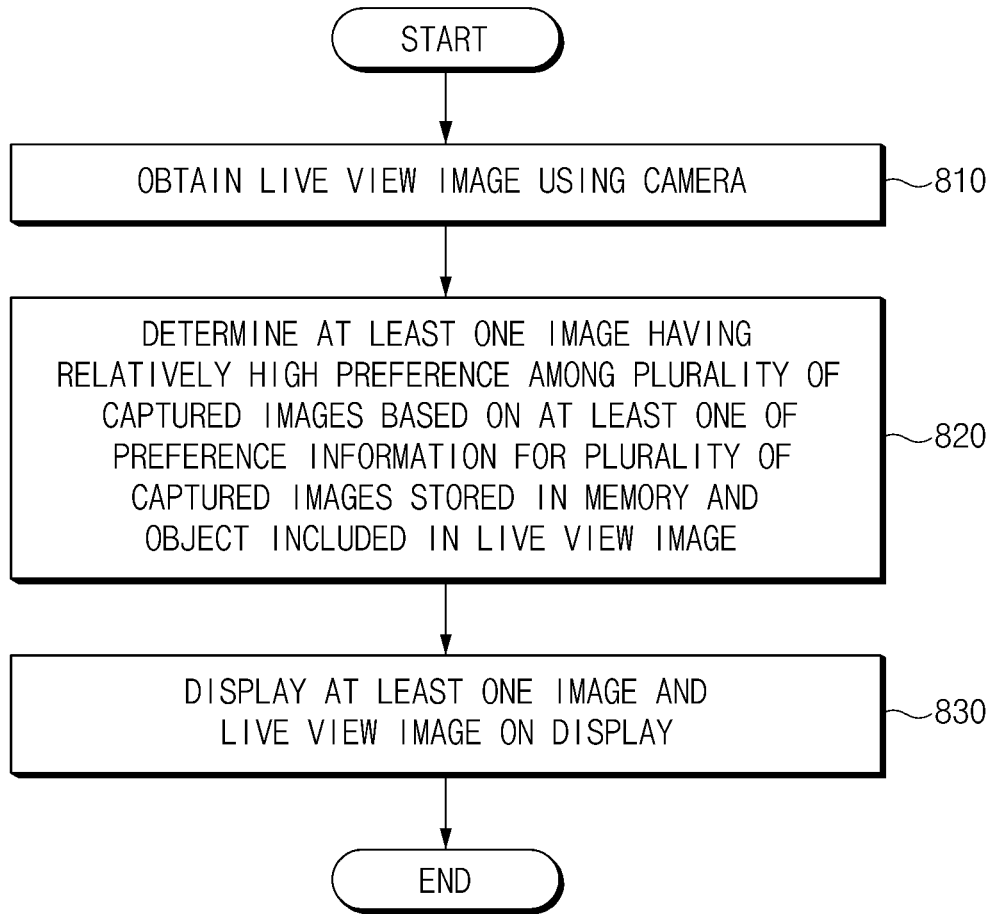 START
OBTAIN LIVE VIEW IMAGE USING CAMERA
810
DETERMINE AT LEAST ONE IMAGE HAVING
RELATIVELY HIGH PREFERENCE AMONG PLURALITY OF
CAPTURED IMAGES BASED ON AT LEAST ONE OF
PREFERENCE INFORMATION FOR PLURALITY OF
CAPTURED IMAGES STORED IN MEMORY AND
OBJECT INCLUDED IN LIVE VIEW IMAGE
820
DISPLAY AT LEAST ONE IMAGE AND
LIVE VIEW IMAGE ON DISPLAY
830
END